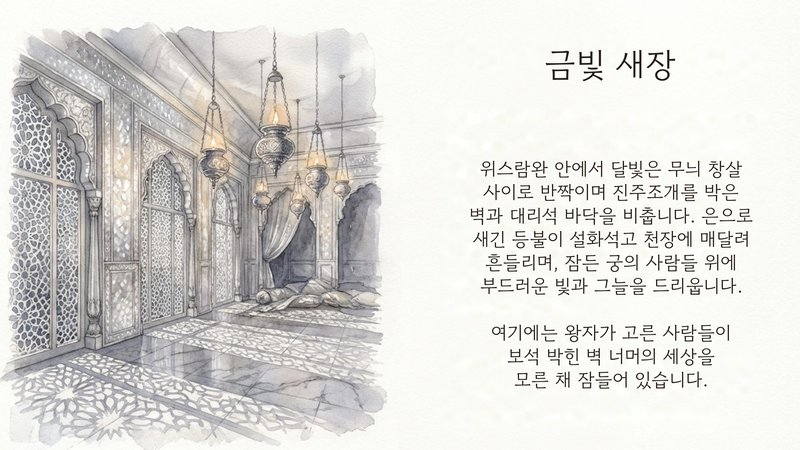 금빛 새장
위스람완 안에서 달빛은 무늬 창살
사이로 반짝이며 진주조개를 박은
벽과 대리석 바닥을 비춥니다. 은으로
새긴 등불이 설화석고 천장에 매달려
흔들리며, 잠든 궁의 사람들 위에
부드러운 빛과 그늘을 드리웁니다.
여기에는 왕자가 고른 사람들이
보석 박힌 벽 너머의 세상을
모른 채 잠들어 있습니다.